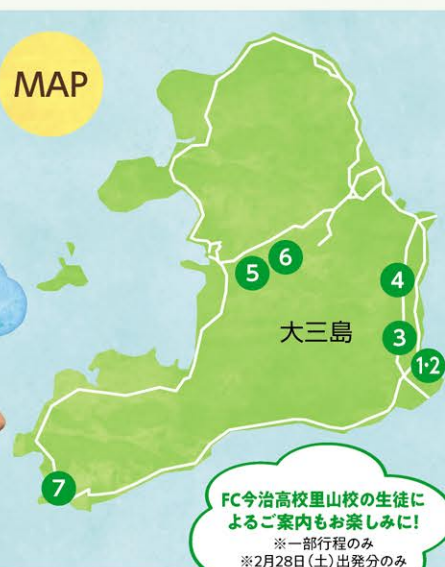 MAP
6
5
4
大三島
3
1・2
7
FC今治高校里山校の生徒に
よるご案内もお楽しみに!
※一部行程のみ
※2月28日(土)出発分のみ